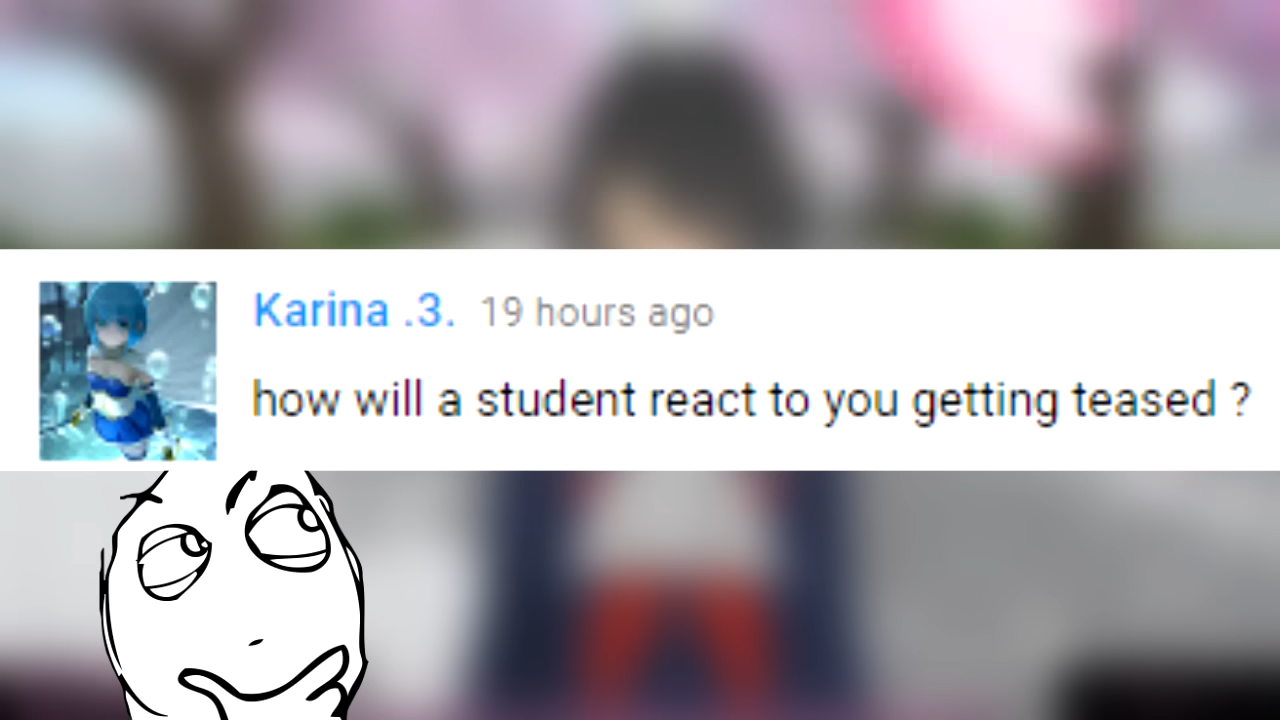 Karina .3. 19 hours ago
how will a student react to you getting teased ?